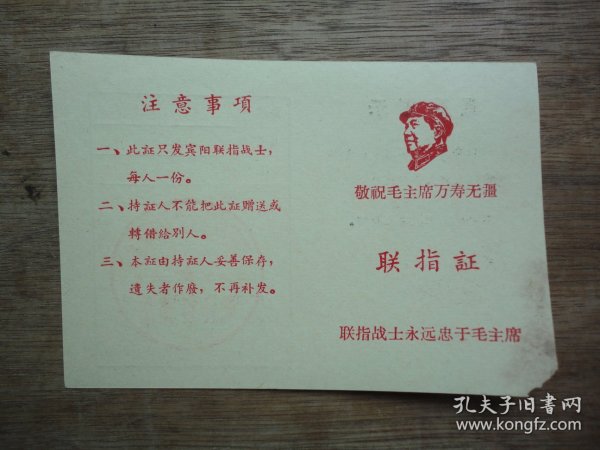 注意事項
一、此証只发宾阳联指战士，
每人一份。
二、持証人不能把此証赠送或
轉借给别人。
三、本証由持証人妥善保存，
遺失者作废，不再补发。
敬祝毛主席万寿无疆
联指証
联指战士永远忠于毛主席
孔夫子旧書网
www.kongfz.com